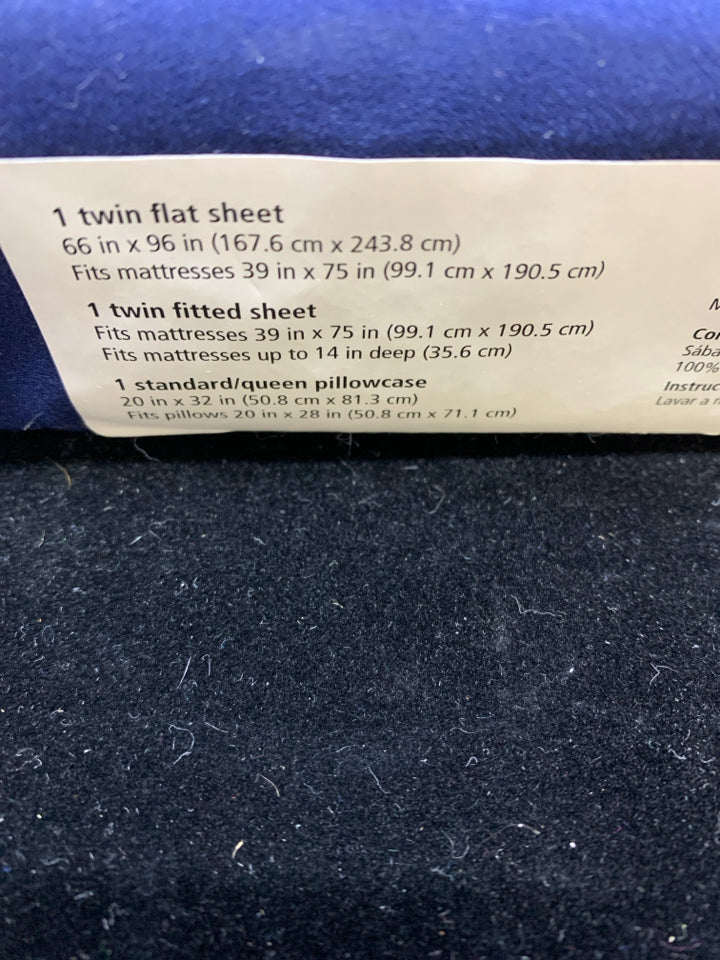 1 twin flat sheet
66 in x 96 in (167.6 cm x 243.8 cm)
Fits mattresses 39 in x 75 in (99.1 cm x 190.5 cm)
1 twin fitted sheet
Fits mattresses 39 in x 75 in (99.1 cm x 190.5 cm)
Fits mattresses up to 14 in deep (35.6 cm)
1 standard/queen pillowcase
20 in x 32 in (50.8 cm x 81.3 cm)
Fits pillows 20 in x 28 in (50.8 cm x 71.1 cm)
100%
Lavar a